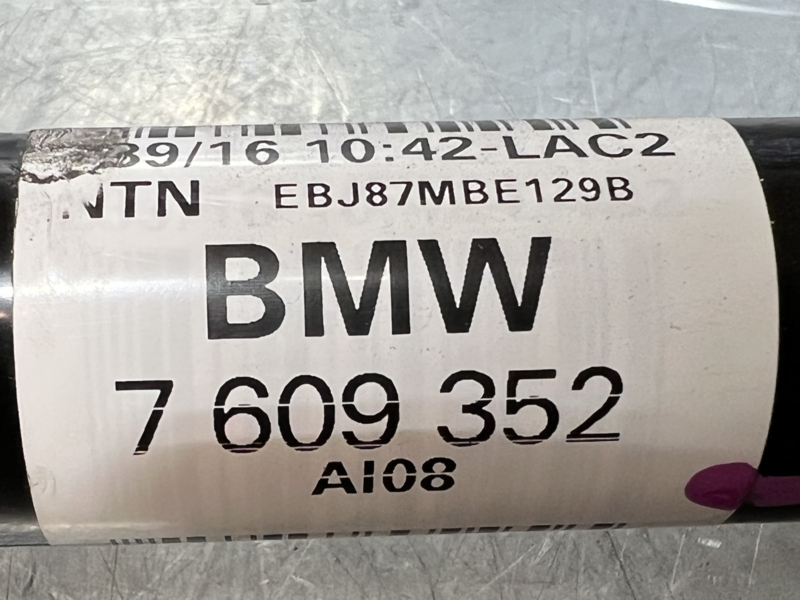 39/16 10:42-LAC2
NTN EBJ87MBE129B
BMW
7 609 352
AI08